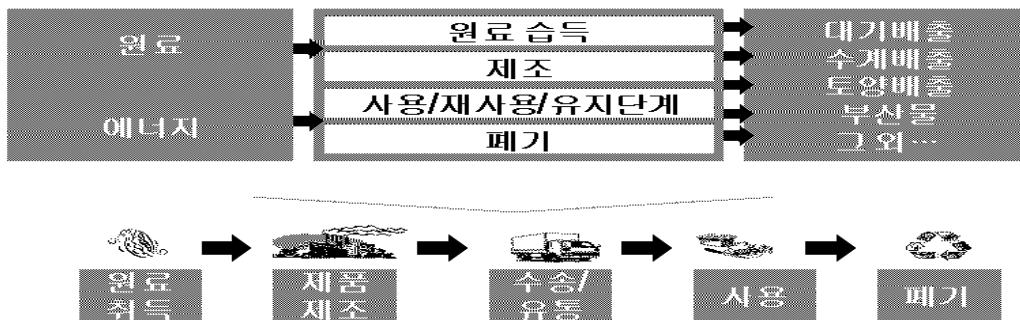 원료
에너지
원료 습득
제조
사용/재사용/유지단계
폐기
대기배출
수계배출
토양배출
부산물
그 외…
원료
취득
제품
제조
수송/
유통
사용
폐기